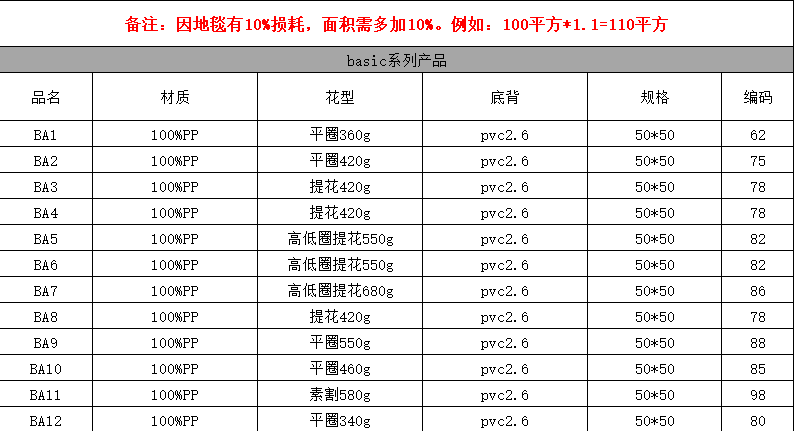 备注：因地毯有10%损耗，面积需多加10%。例如：100平方*1.1=110平方
basic系列产品
品名 材质 花型 底背 规格 编码
BA1 100%PP 平圈360g pvc2.6 50*50 62
BA2 100%PP 平圈420g pvc2.6 50*50 75
BA3 100%PP 提花420g pvc2.6 50*50 78
BA4 100%PP 提花420g pvc2.6 50*50 78
BA5 100%PP 高低圈提花550g pvc2.6 50*50 82
BA6 100%PP 高低圈提花550g pvc2.6 50*50 82
BA7 100%PP 高低圈提花680g pvc2.6 50*50 86
BA8 100%PP 提花420g pvc2.6 50*50 78
BA9 100%PP 平圈550g pvc2.6 50*50 88
BA10 100%PP 平圈460g pvc2.6 50*50 85
BA11 100%PP 素割580g pvc2.6 50*50 98
BA12 100%PP 平圈340g pvc2.6 50*50 80